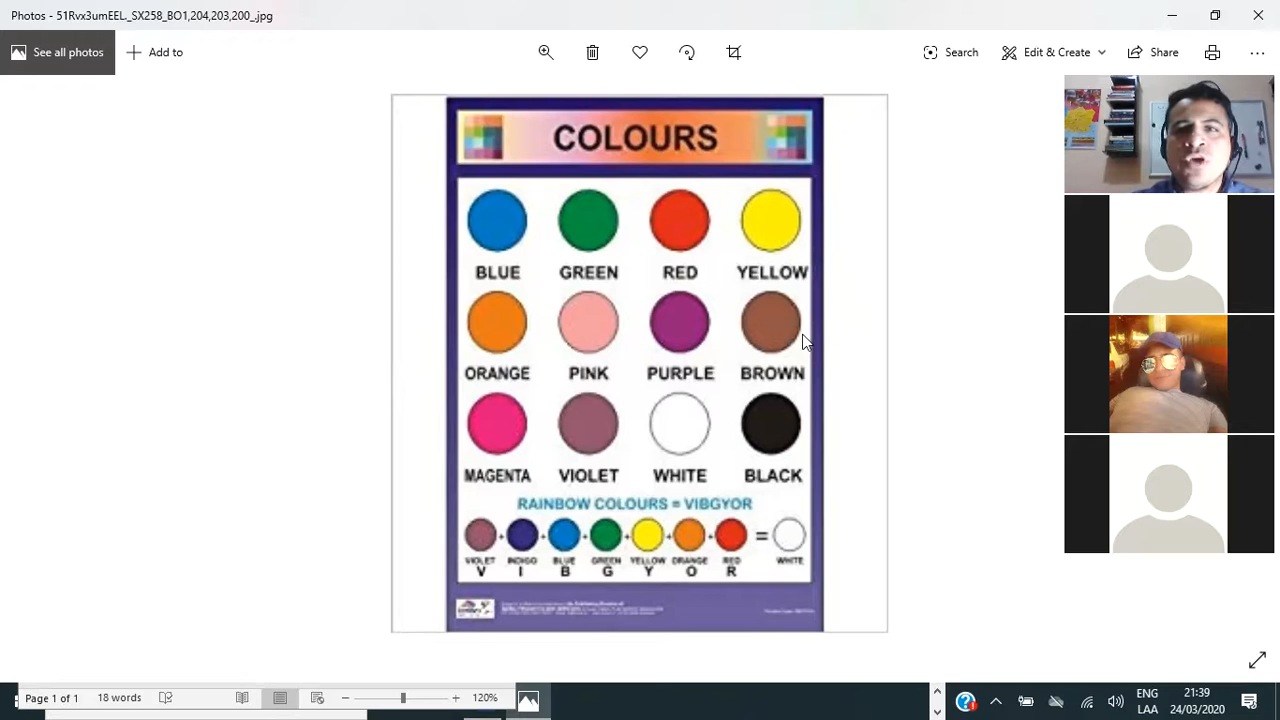 Photos - 51Rvx3umEEL._SX258_BO1,204,203,200_.jpg
See all photos
Add to
Search
Edit & Create
Share
COLOURS
BLUE GREEN RED YELLOW
ORANGE PINK PURPLE BROWN
MAGENTA VIOLET WHITE BLACK
RAINBOW COLOURS = VIBGYOR
+ + + + + + =
VIOLET INDIGO BLUE GREEN YELLOW ORANGE RED WHITE
V I B G Y O R
Page 1 of 1 18 words 120%
ENG 21:39
LAA 24/03/2020